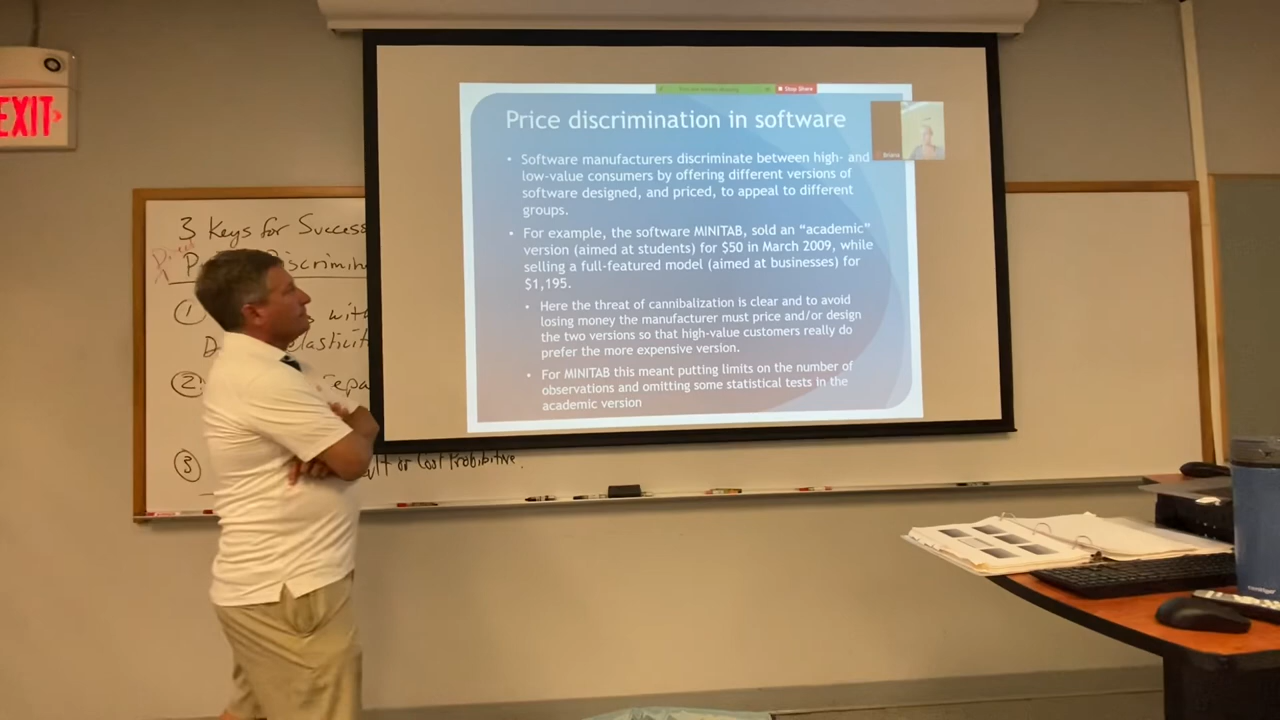 EXIT
Stop Share
Price discrimination in software
• Software manufacturers discriminate between high- and
low-value consumers by offering different versions of
software designed, and priced, to appeal to different
groups.
• For example, the software MINITAB, sold an “academic”
version (aimed at students) for $50 in March 2009, while
selling a full-featured model (aimed at businesses) for
$1,195.
• Here the threat of cannibalization is clear and to avoid
losing money the manufacturer must price and/or design
the two versions so that high-value customers really do
prefer the more expensive version.
• For MINITAB this meant putting limits on the number of
observations and omitting some statistical tests in the
academic version
Briana
3 Keys for Success
Direct
P Discrimin
① with
D elasticit
② epa
③ ult or Cost Prohibitive.